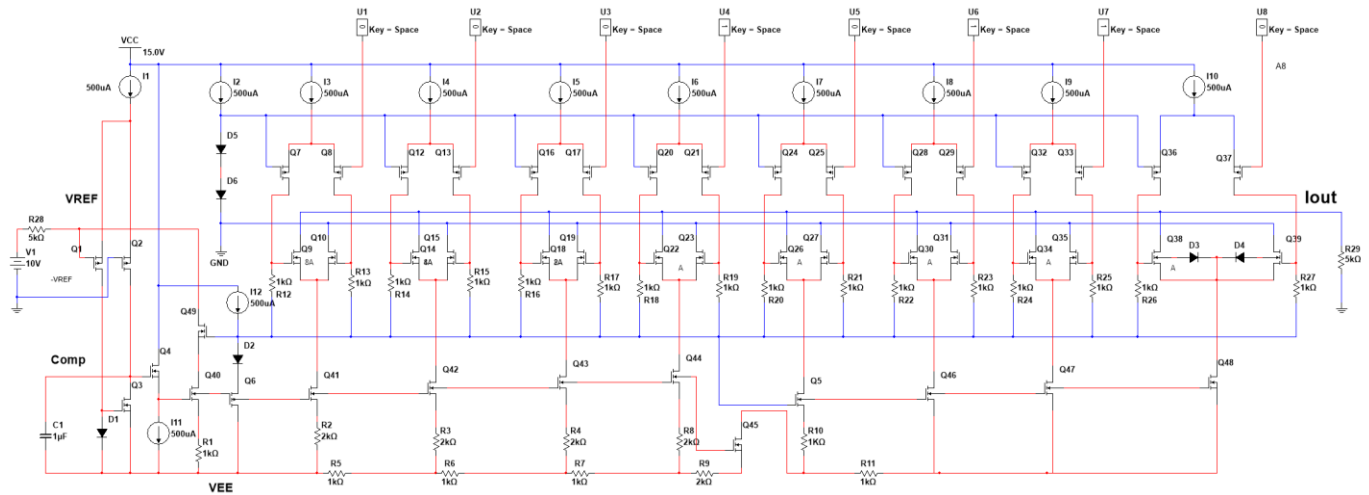 U1
0
Key = Space
U2
0
Key = Space
U3
0
Key = Space
U4
1
Key = Space
U5
0
Key = Space
U6
1
Key = Space
U7
1
Key = Space
U8
0
Key = Space
VCC
15.0V
A8
I1
500uA
I2
500uA
I3
500uA
I4
500uA
I5
500uA
I6
500uA
I7
500uA
I8
500uA
I9
500uA
I10
500uA
D5
Q7
Q8
Q12
Q13
Q16
Q17
Q20
Q21
Q24
Q25
Q28
Q29
Q32
Q33
Q36
Q37
D6
VREF
Iout
R28
5kΩ
Q1
Q2
V1
10V
-VREF
GND
Q9
8A
Q10
Q14
8A
Q15
Q18
8A
Q19
Q22
A
Q23
Q26
A
Q27
Q30
A
Q31
Q34
A
Q35
Q38
A
D3
D4
Q39
R29
5kΩ
1kΩ
R12
R13
1kΩ
1kΩ
R14
R15
1kΩ
1kΩ
R16
R17
1kΩ
1kΩ
R18
R19
1kΩ
1kΩ
R20
R21
1kΩ
1kΩ
R22
R23
1kΩ
1kΩ
R24
R25
1kΩ
1kΩ
R26
R27
1kΩ
I12
500uA
Q49
D2
Comp
Q4
Q40
Q6
Q41
Q42
Q43
Q44
Q5
Q46
Q47
Q48
Q3
D1
C1
1µF
I11
500uA
R1
1kΩ
R2
2kΩ
R3
2kΩ
R4
2kΩ
R8
2kΩ
Q45
R10
1KΩ
VEE
R5
1kΩ
R6
1kΩ
R7
1kΩ
R9
2kΩ
R11
1kΩ